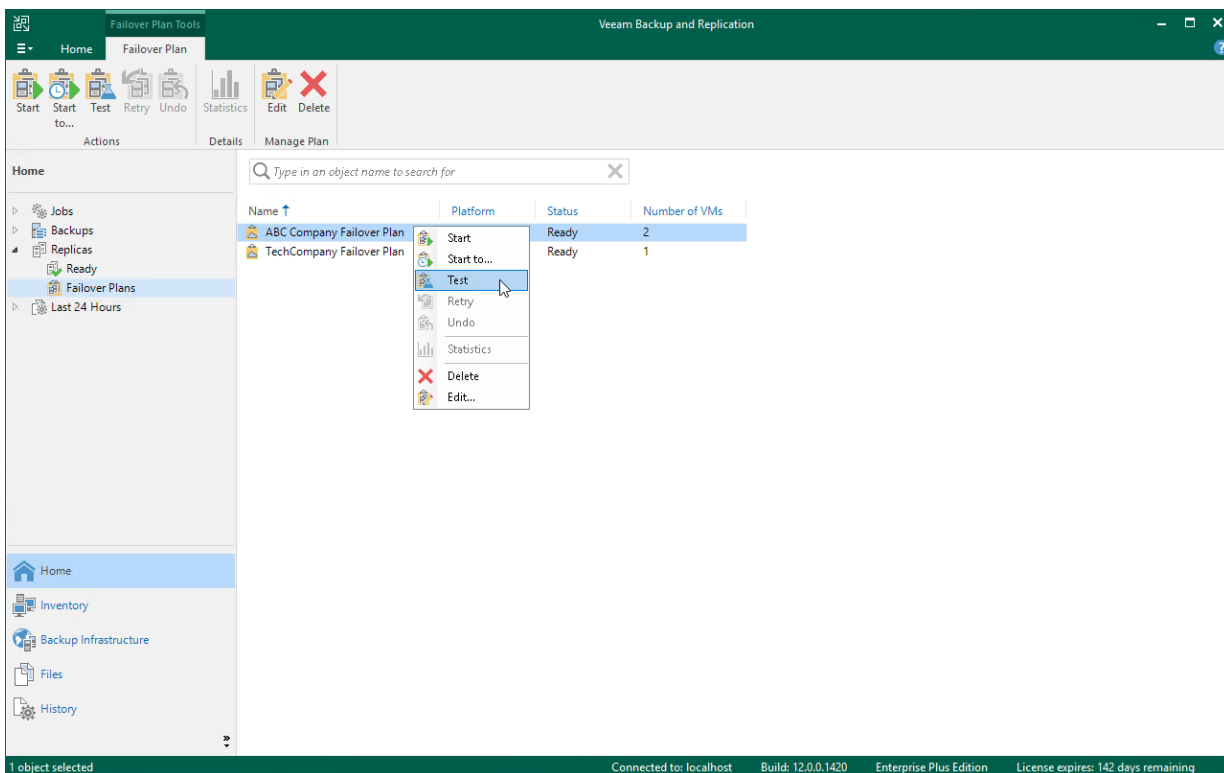 Failover Plan Tools
Veeam Backup and Replication
Home Failover Plan
Start Start to... Test Retry Undo Statistics Edit Delete
Actions Details Manage Plan
Home
Type in an object name to search for
Jobs
Backups
Replicas
Ready
Failover Plans
Last 24 Hours
Name Platform Status Number of VMs
ABC Company Failover Plan Ready 2
TechCompany Failover Plan Ready 1
Start
Start to...
Test
Retry
Undo
Statistics
Delete
Edit...
Home
Inventory
Backup Infrastructure
Files
History
1 object selected Connected to: localhost Build: 12.0.0.1420 Enterprise Plus Edition License expires: 142 days remaining